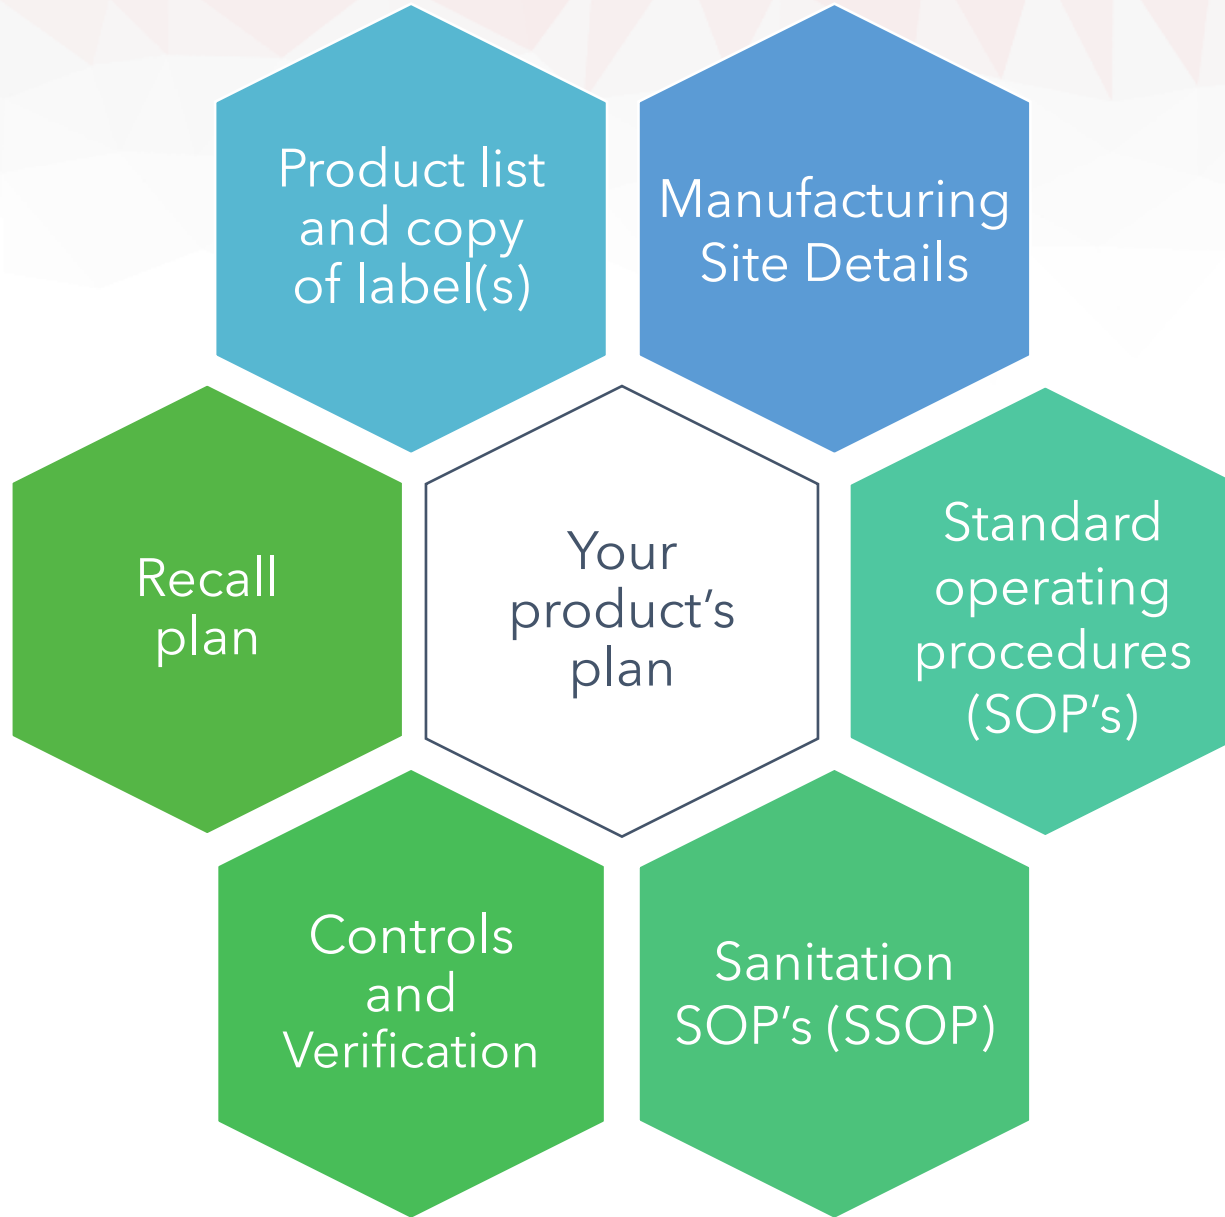 Product list
and copy
of label(s)
Manufacturing
Site Details
Recall
plan
Your
product’s
plan
Standard
operating
procedures
(SOP’s)
Controls
and
Verification
Sanitation
SOP’s (SSOP)